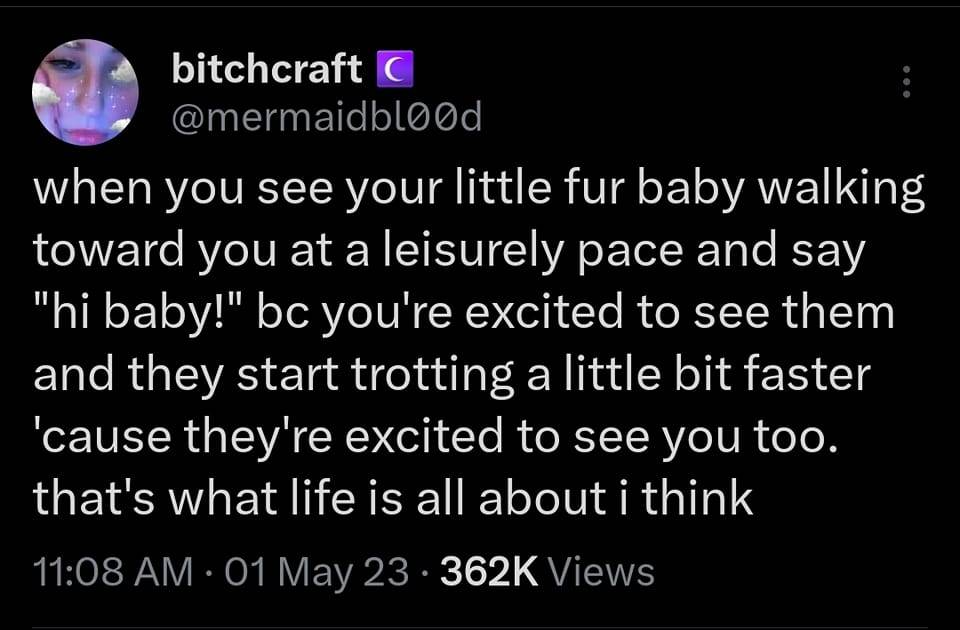 bitchcraft ☪
@mermaidbl00d
when you see your little fur baby walking
toward you at a leisurely pace and say
"hi baby!" bc you're excited to see them
and they start trotting a little bit faster
'cause they're excited to see you too.
that's what life is all about i think
11:08 AM · 01 May 23 · 362K Views